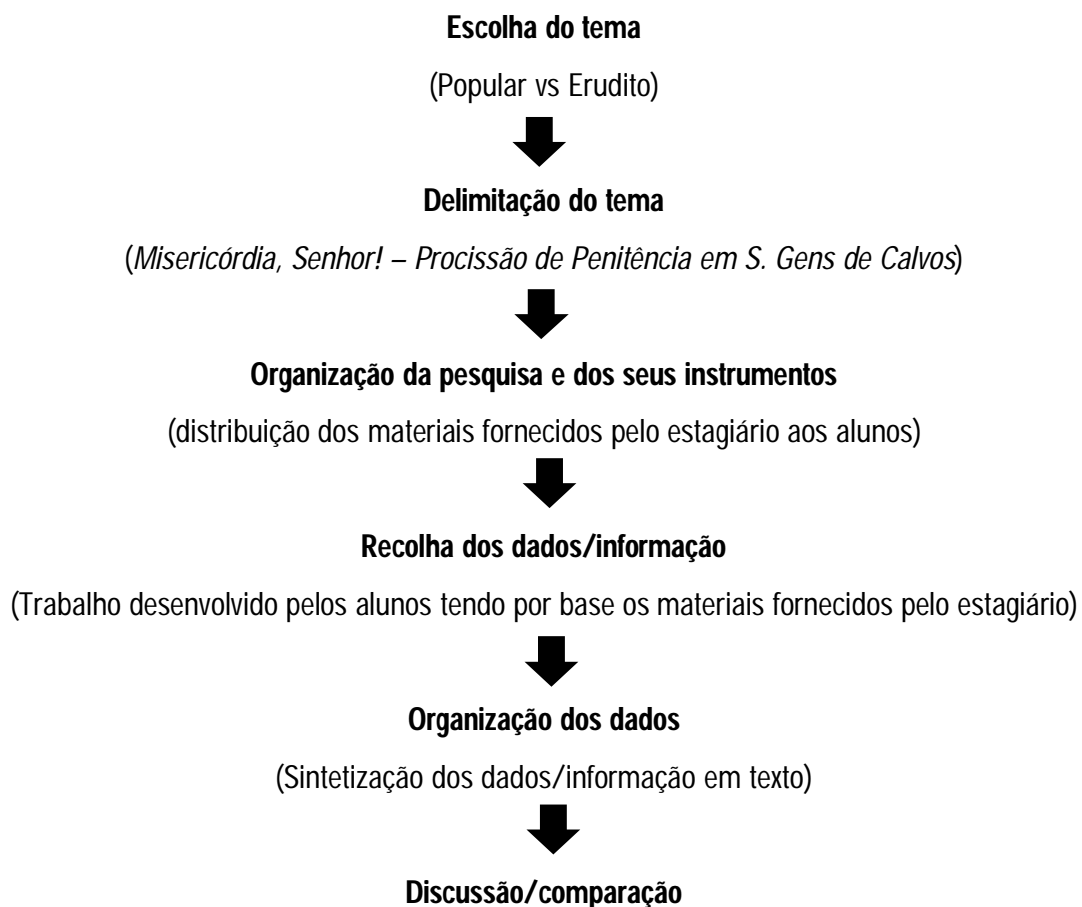 Escolha do tema
(Popular vs Erudito)
Delimitação do tema
(Misericórdia, Senhor! – Procissão de Penitência em S. Gens de Calvos)
Organização da pesquisa e dos seus instrumentos
(distribuição dos materiais fornecidos pelo estagiário aos alunos)
Recolha dos dados/informação
(Trabalho desenvolvido pelos alunos tendo por base os materiais fornecidos pelo estagiário)
Organização dos dados
(Sintetização dos dados/informação em texto)
Discussão/comparação